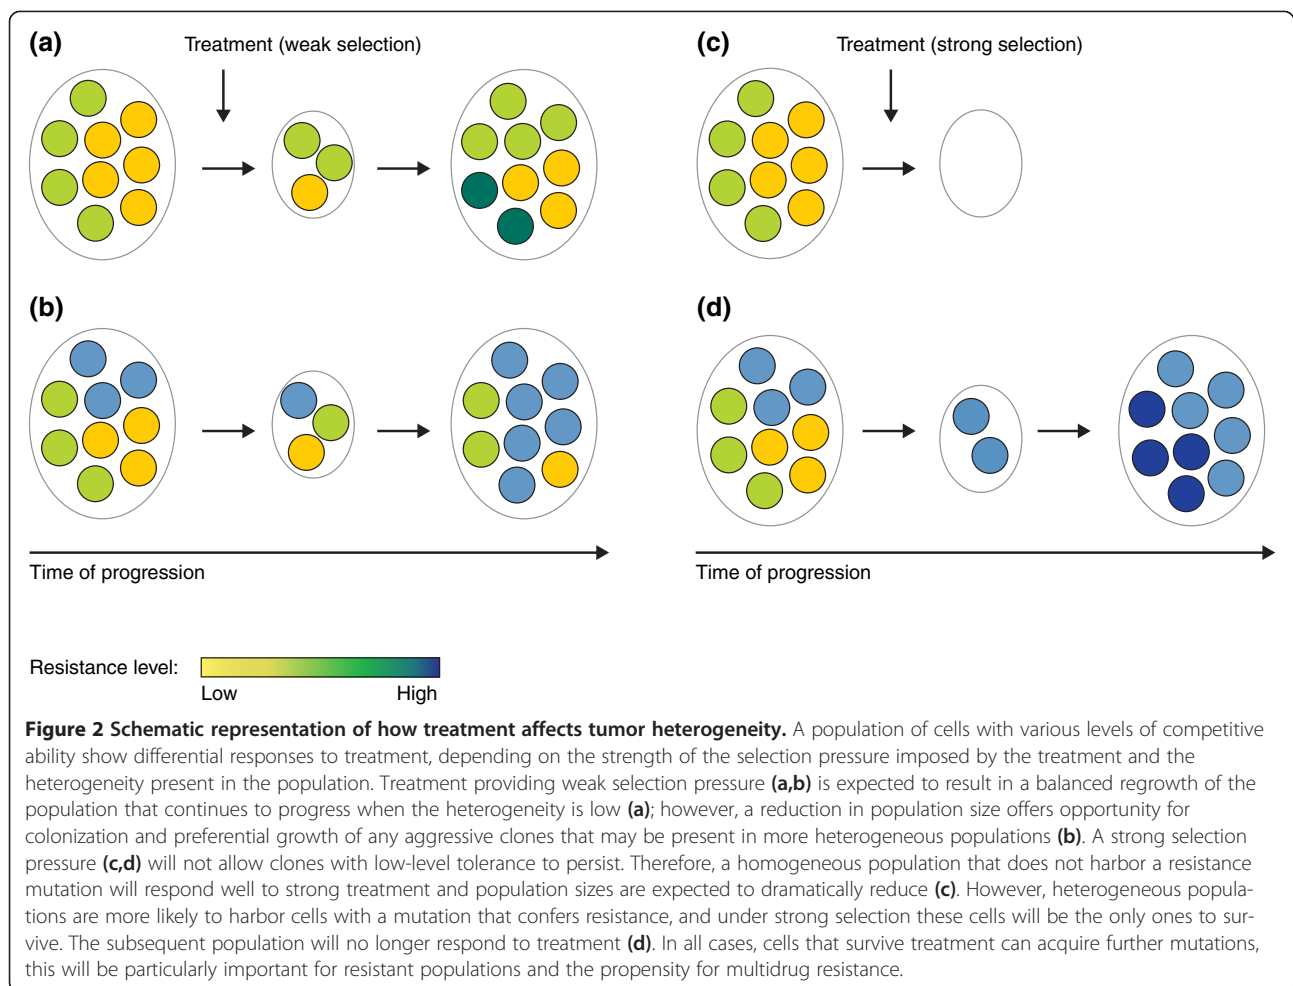 (a)
Treatment (weak selection)
(c)
Treatment (strong selection)
(b)
(d)
Time of progression
Time of progression
Resistance level:
Low
High
Figure 2 Schematic representation of how treatment affects tumor heterogeneity. A population of cells with various levels of competitive
ability show differential responses to treatment, depending on the strength of the selection pressure imposed by the treatment and the
heterogeneity present in the population. Treatment providing weak selection pressure (a,b) is expected to result in a balanced regrowth of the
population that continues to progress when the heterogeneity is low (a); however, a reduction in population size offers opportunity for
colonization and preferential growth of any aggressive clones that may be present in more heterogeneous populations (b). A strong selection
pressure (c,d) will not allow clones with low-level tolerance to persist. Therefore, a homogeneous population that does not harbor a resistance
mutation will respond well to strong treatment and population sizes are expected to dramatically reduce (c). However, heterogeneous popula-
tions are more likely to harbor cells with a mutation that confers resistance, and under strong selection these cells will be the only ones to sur-
vive. The subsequent population will no longer respond to treatment (d). In all cases, cells that survive treatment can acquire further mutations,
this will be particularly important for resistant populations and the propensity for multidrug resistance.